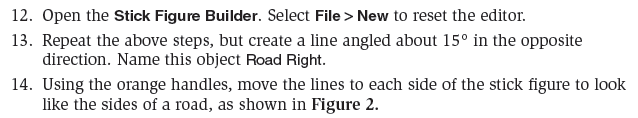 12. Open the Stick Figure Builder. Select File > New to reset the editor.
13. Repeat the above steps, but create a line angled about 15° in the opposite
direction. Name this object Road Right.
14. Using the orange handles, move the lines to each side of the stick figure to look
like the sides of a road, as shown in Figure 2.